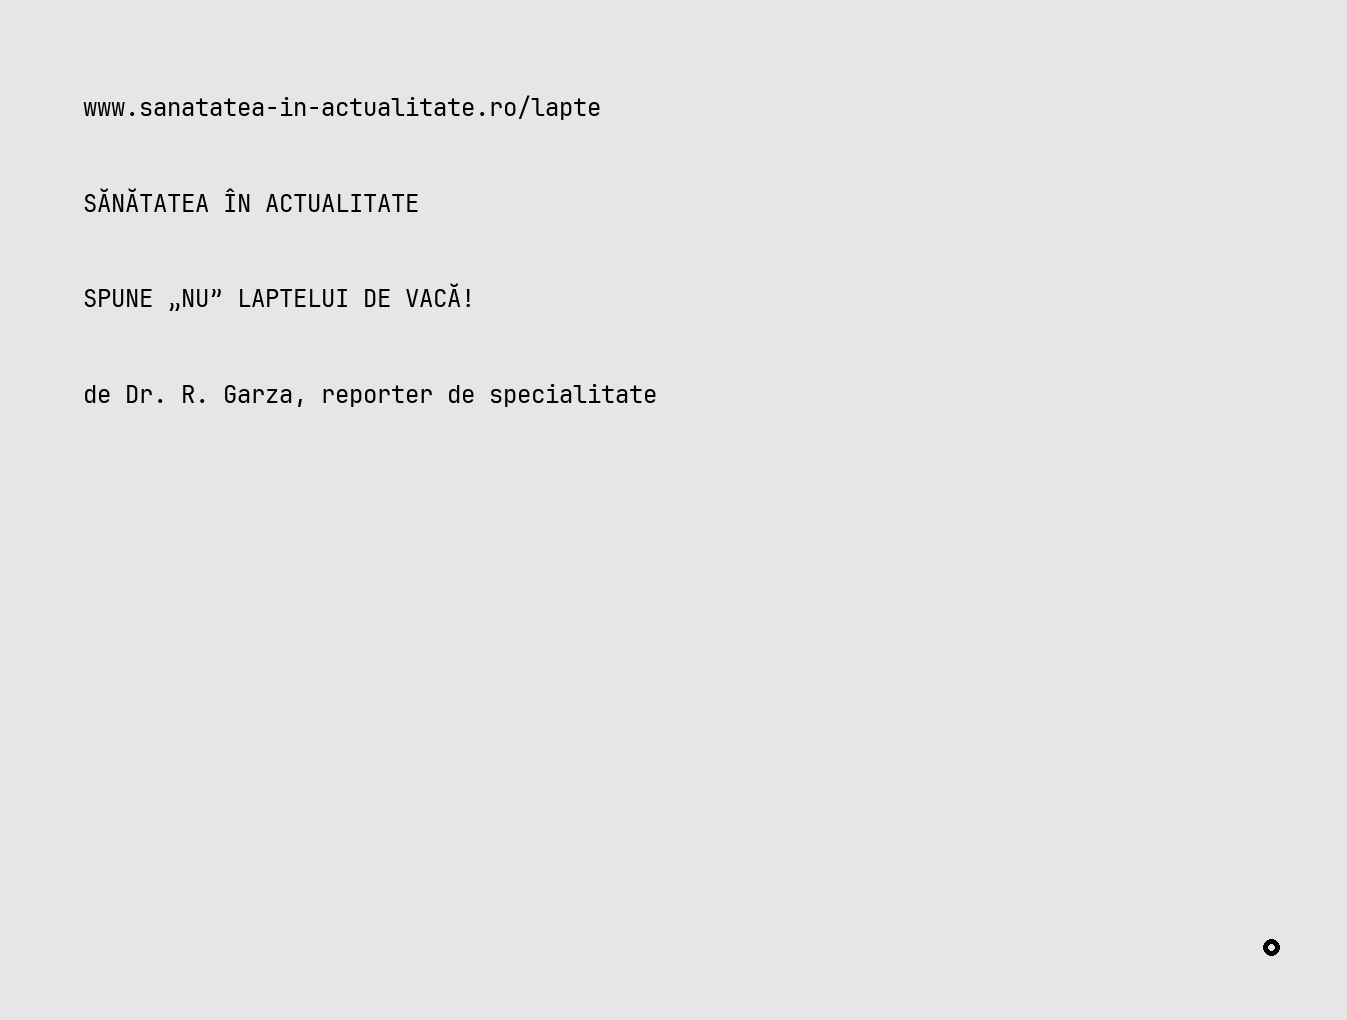 www.sanatatea-in-actualitate.ro/lapte
SĂNĂTATEA ÎN ACTUALITATE
SPUNE „NU” LAPTELUI DE VACĂ!
de Dr. R. Garza, reporter de specialitate